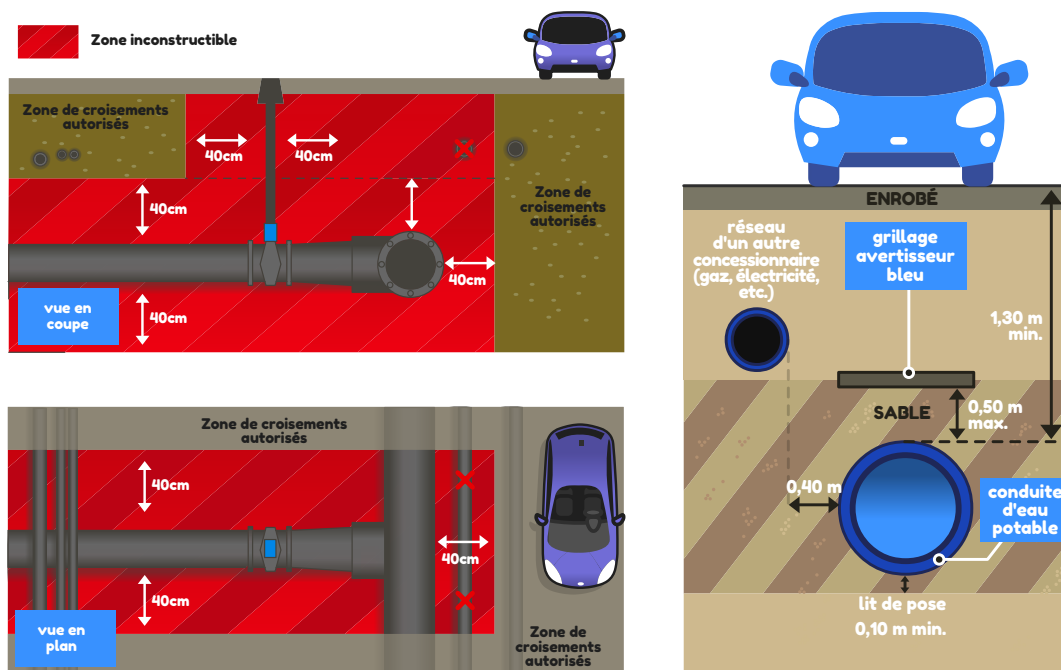 Zone inconstructible
Zone de croisements
autorisés
40cm
40cm
40cm
Zone de
croisements
autorisés
40cm
vue en
coupe
40cm
Zone de croisements
autorisés
40cm
40cm
40cm
vue en
plan
Zone de
croisements
autorisés
ENROBÉ
réseau
d'un autre
concessionnaire
(gaz, électricité,
etc.)
grillage
avertisseur
bleu
1,30 m
min.
SABLE
0,50 m
max.
0,40 m
conduite
d'eau
potable
lit de pose
0,10 m min.